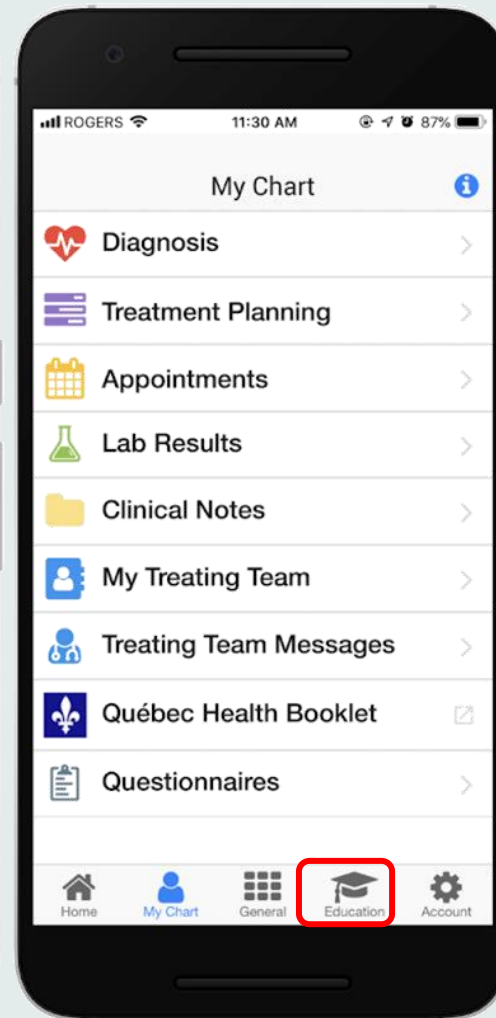 ROGERS 11:30 AM 87%
My Chart
Diagnosis
Treatment Planning
Appointments
Lab Results
Clinical Notes
My Treating Team
Treating Team Messages
Québec Health Booklet
Questionnaires
Home My Chart General Education Account